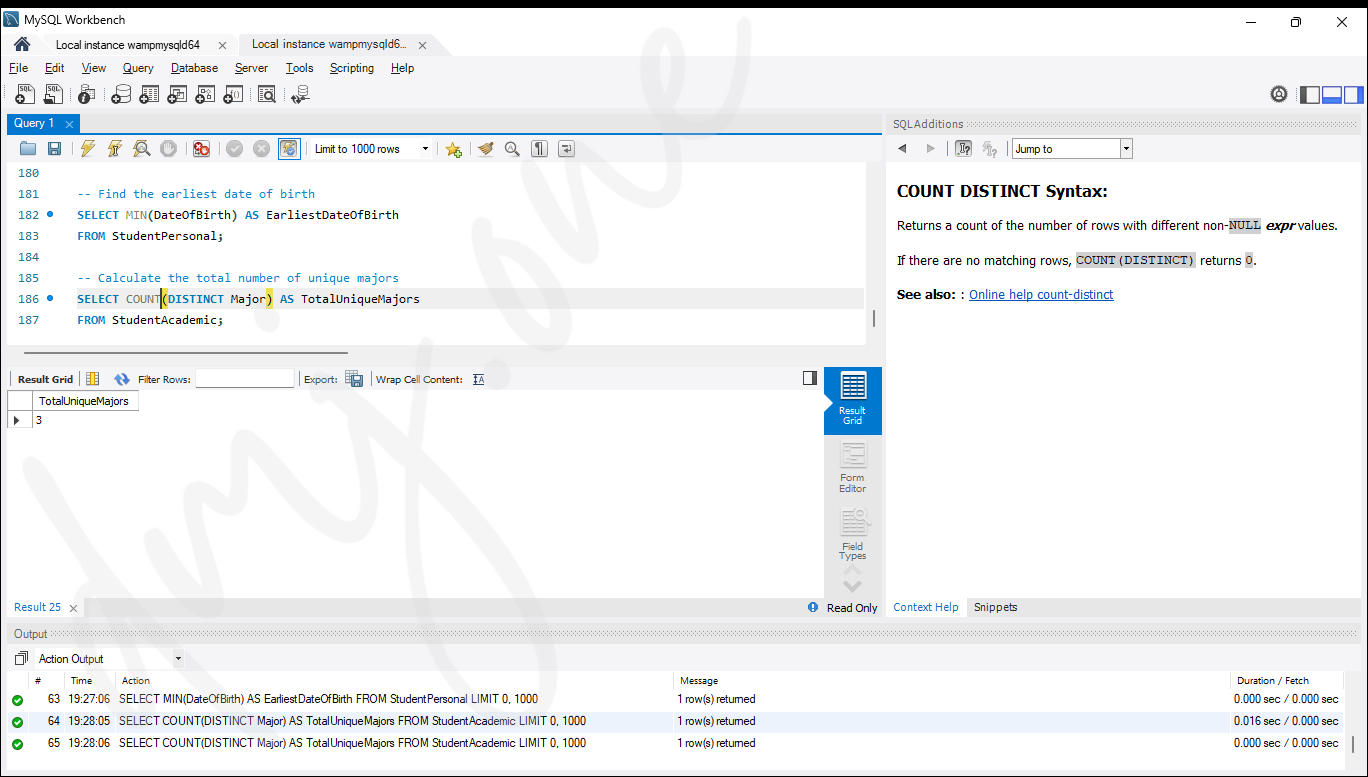 MySQL Workbench
Local instance wampmysqld64
Local instance wampmysqld6...
File Edit View Query Database Server Tools Scripting Help
Query 1
Limit to 1000 rows
180
181 -- Find the earliest date of birth
182 SELECT MIN(DateOfBirth) AS EarliestDateOfBirth
183 FROM StudentPersonal;
184
185 -- Calculate the total number of unique majors
186 SELECT COUNT(DISTINCT Major) AS TotalUniqueMajors
187 FROM StudentAcademic;
Result Grid Filter Rows: Export: Wrap Cell Content:
TotalUniqueMajors
3
Result
Grid
Form
Editor
Field
Types
Result 25
Read Only
SQLAdditions
Jump to
COUNT DISTINCT Syntax:
Returns a count of the number of rows with different non-NULL expr values.
If there are no matching rows, COUNT(DISTINCT) returns 0.
See also: : Online help count-distinct
Context Help Snippets
Output
Action Output
# Time Action Message Duration / Fetch
63 19:27:06 SELECT MIN(DateOfBirth) AS EarliestDateOfBirth FROM StudentPersonal LIMIT 0, 1000 1 row(s) returned 0.000 sec / 0.000 sec
64 19:28:05 SELECT COUNT(DISTINCT Major) AS TotalUniqueMajors FROM StudentAcademic LIMIT 0, 1000 1 row(s) returned 0.016 sec / 0.000 sec
65 19:28:06 SELECT COUNT(DISTINCT Major) AS TotalUniqueMajors FROM StudentAcademic LIMIT 0, 1000 1 row(s) returned 0.000 sec / 0.000 sec